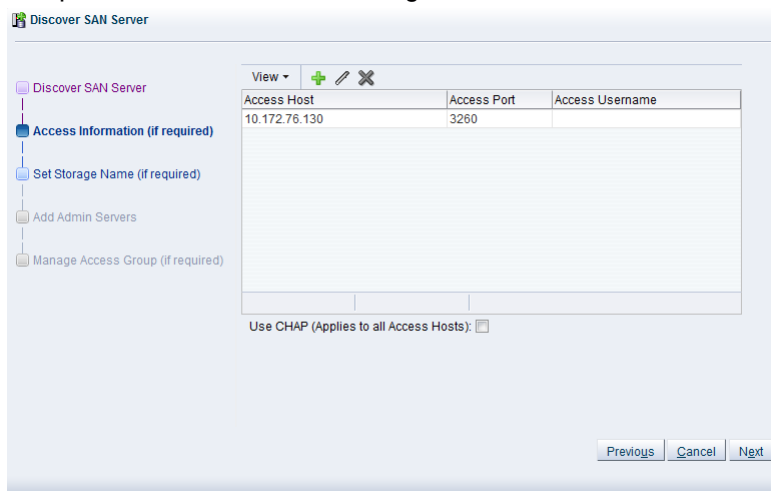 Discover SAN Server
View
Discover SAN Server
Access Host Access Port Access Username
10.172.76.130 3260
Access Information (if required)
Set Storage Name (if required)
Add Admin Servers
Manage Access Group (if required)
Use CHAP (Applies to all Access Hosts):
Previous Cancel Next